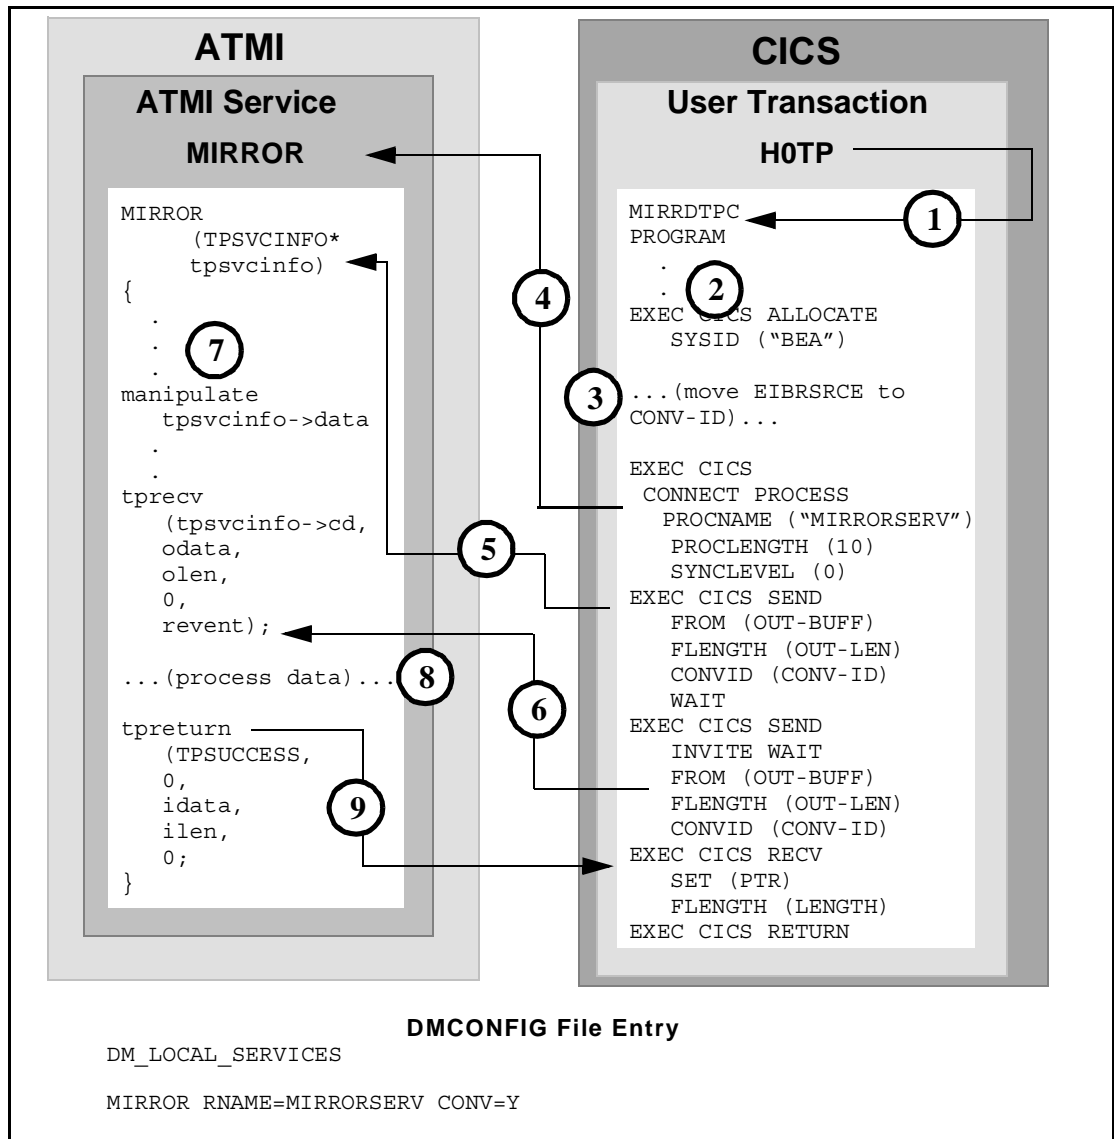 ATMI
ATMI Service
MIRROR
MIRROR
(TPSVCINFO*
tpsvcinfo)
{
.
.
.
7
manipulate
tpsvcinfo->data
.
.
tprecv
(tpsvcinfo->cd,
odata,
olen,
0,
revent);
...(process data)...
8
tpreturn
(TPSUCCESS,
0,
idata,
ilen,
0;
}
9
4
5
6
CICS
User Transaction
H0TP
1
MIRRDTPC
PROGRAM
.
.
2
EXEC CICS ALLOCATE
SYSID (“BEA”)
3
...(move EIBRSRCE to
CONV-ID)...
EXEC CICS
CONNECT PROCESS
PROCNAME (“MIRRORSERV”)
PROCLENGTH (10)
SYNCLEVEL (0)
EXEC CICS SEND
FROM (OUT-BUFF)
FLENGTH (OUT-LEN)
CONVID (CONV-ID)
WAIT
EXEC CICS SEND
INVITE WAIT
FROM (OUT-BUFF)
FLENGTH (OUT-LEN)
CONVID (CONV-ID)
EXEC CICS RECV
SET (PTR)
FLENGTH (LENGTH)
EXEC CICS RETURN
DMCONFIG File Entry
DM_LOCAL_SERVICES
MIRROR RNAME=MIRRORSERV CONV=Y